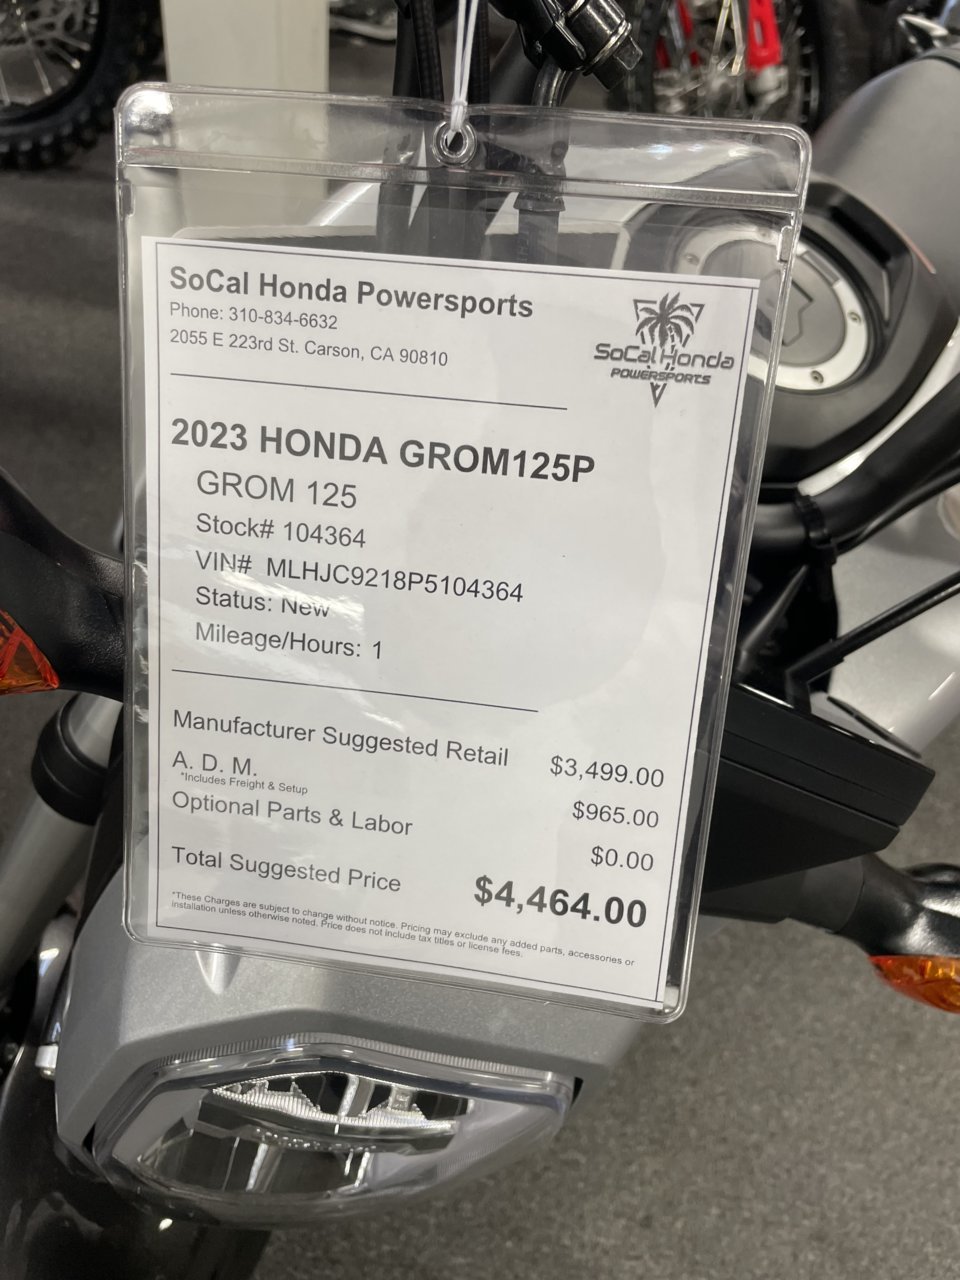 SoCal Honda Powersports
Phone: 310-834-6632
2055 E 223rd St. Carson, CA 90810
SoCal Honda
POWERSPORTS
2023 HONDA GROM125P
GROM 125
Stock# 104364
VIN# MLHJC9218P5104364
Status: New
Mileage/Hours: 1
Manufacturer Suggested Retail $3,499.00
A. D. M. $965.00
*Includes Freight & Setup
Optional Parts & Labor $0.00
Total Suggested Price $4,464.00
*These Charges are subject to change without notice. Pricing may exclude any added parts, accessories or
installation unless otherwise noted. Price does not include tax titles or license fees.